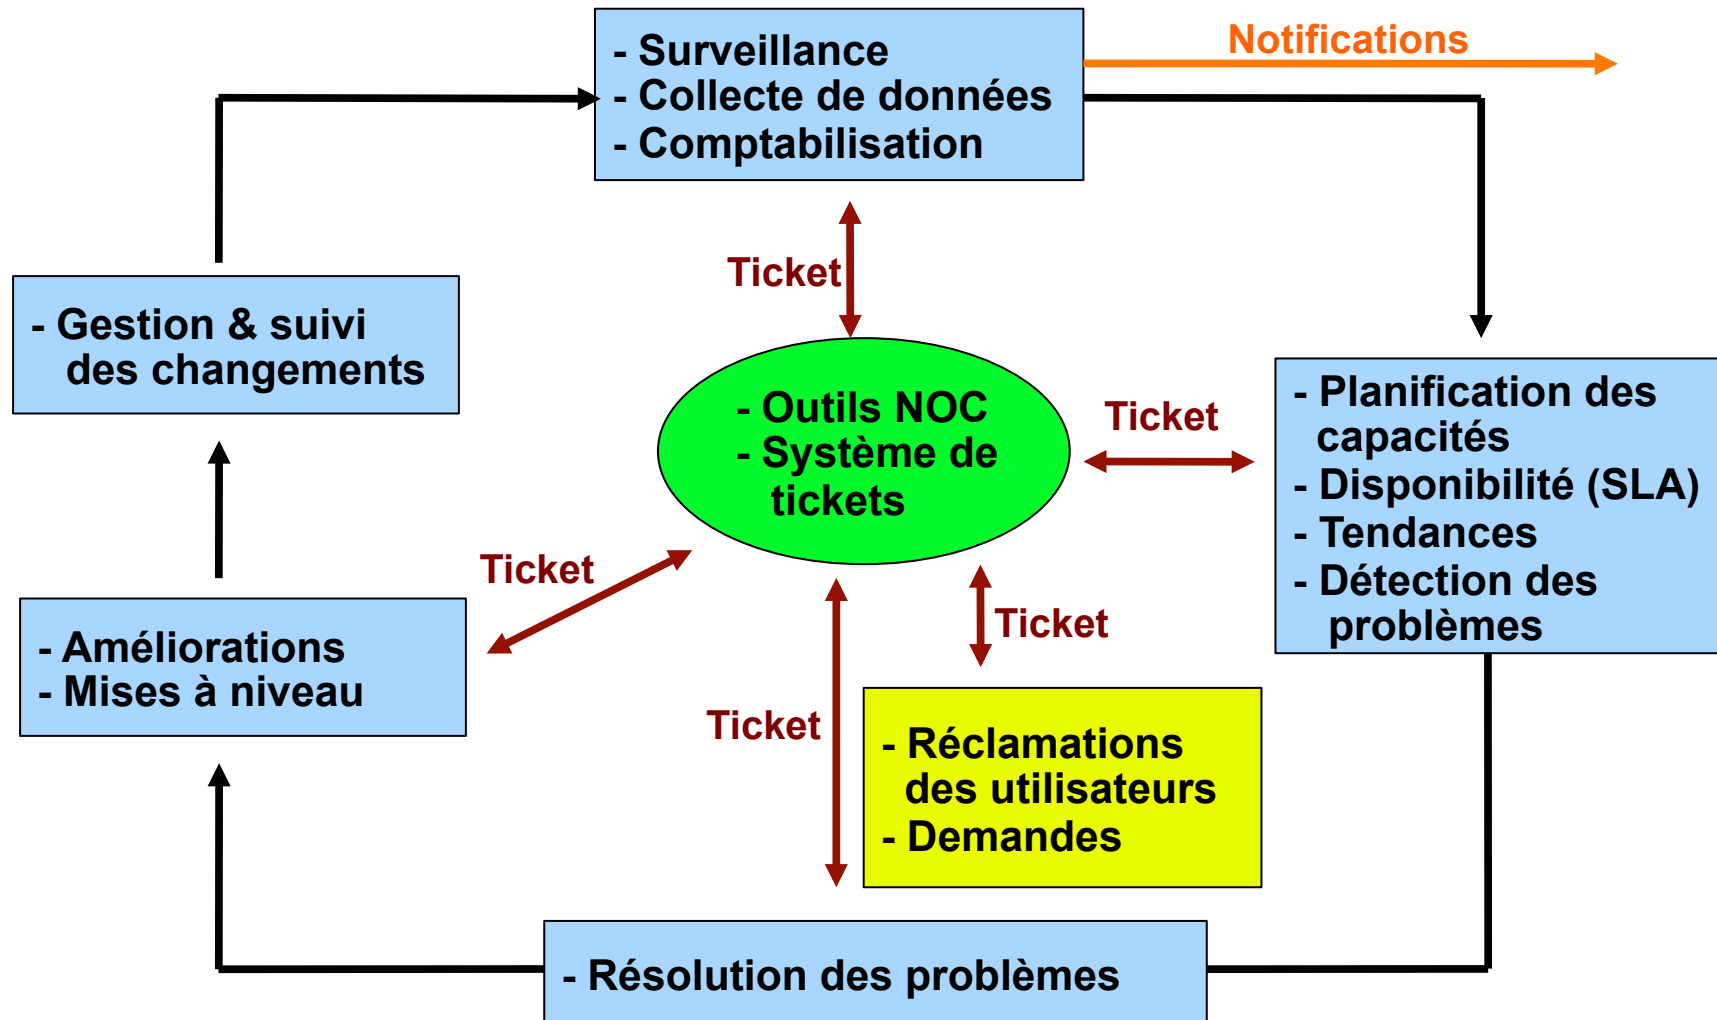 - Surveillance
- Collecte de données
- Comptabilisation
Notifications
Ticket
- Gestion & suivi
des changements
- Outils NOC
- Système de
tickets
Ticket
- Planification des
capacités
- Disponibilité (SLA)
- Tendances
- Détection des
problèmes
Ticket
Ticket
- Améliorations
- Mises à niveau
Ticket
- Réclamations
des utilisateurs
- Demandes
- Résolution des problèmes